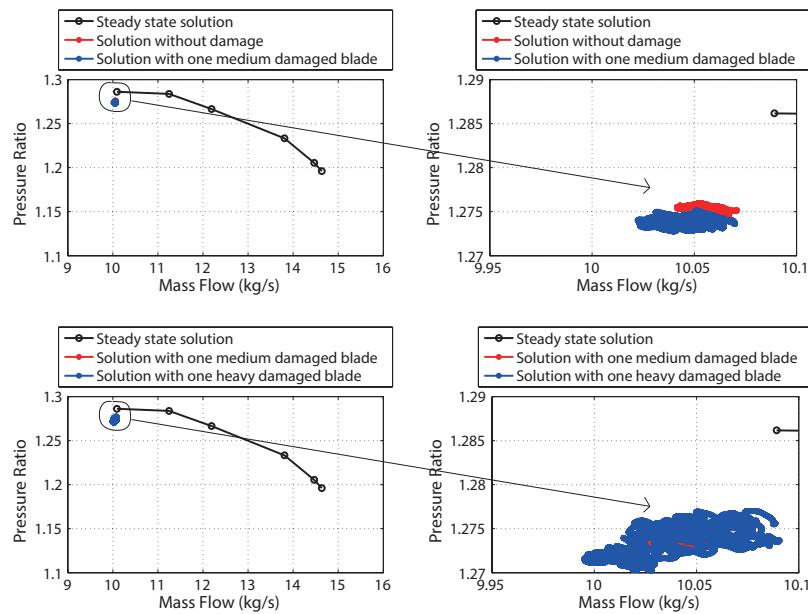 Steady state solution
Solution without damage
Solution with one medium damaged blade
1.3
1.25
1.2
1.15
1.1
Pressure Ratio
9 10 11 12 13 14 15 16
Mass Flow (kg/s)
Steady state solution
Solution without damage
Solution with one medium damaged blade
1.29
1.285
1.28
1.275
1.27
Pressure Ratio
9.95 10 10.05 10.1
Mass Flow (kg/s)
Steady state solution
Solution with one medium damaged blade
Solution with one heavy damaged blade
1.3
1.25
1.2
1.15
1.1
Pressure Ratio
9 10 11 12 13 14 15 16
Mass Flow (kg/s)
Steady state solution
Solution with one medium damaged blade
Solution with one heavy damaged blade
1.29
1.285
1.28
1.275
1.27
Pressure Ratio
9.95 10 10.05 10.1
Mass Flow (kg/s)